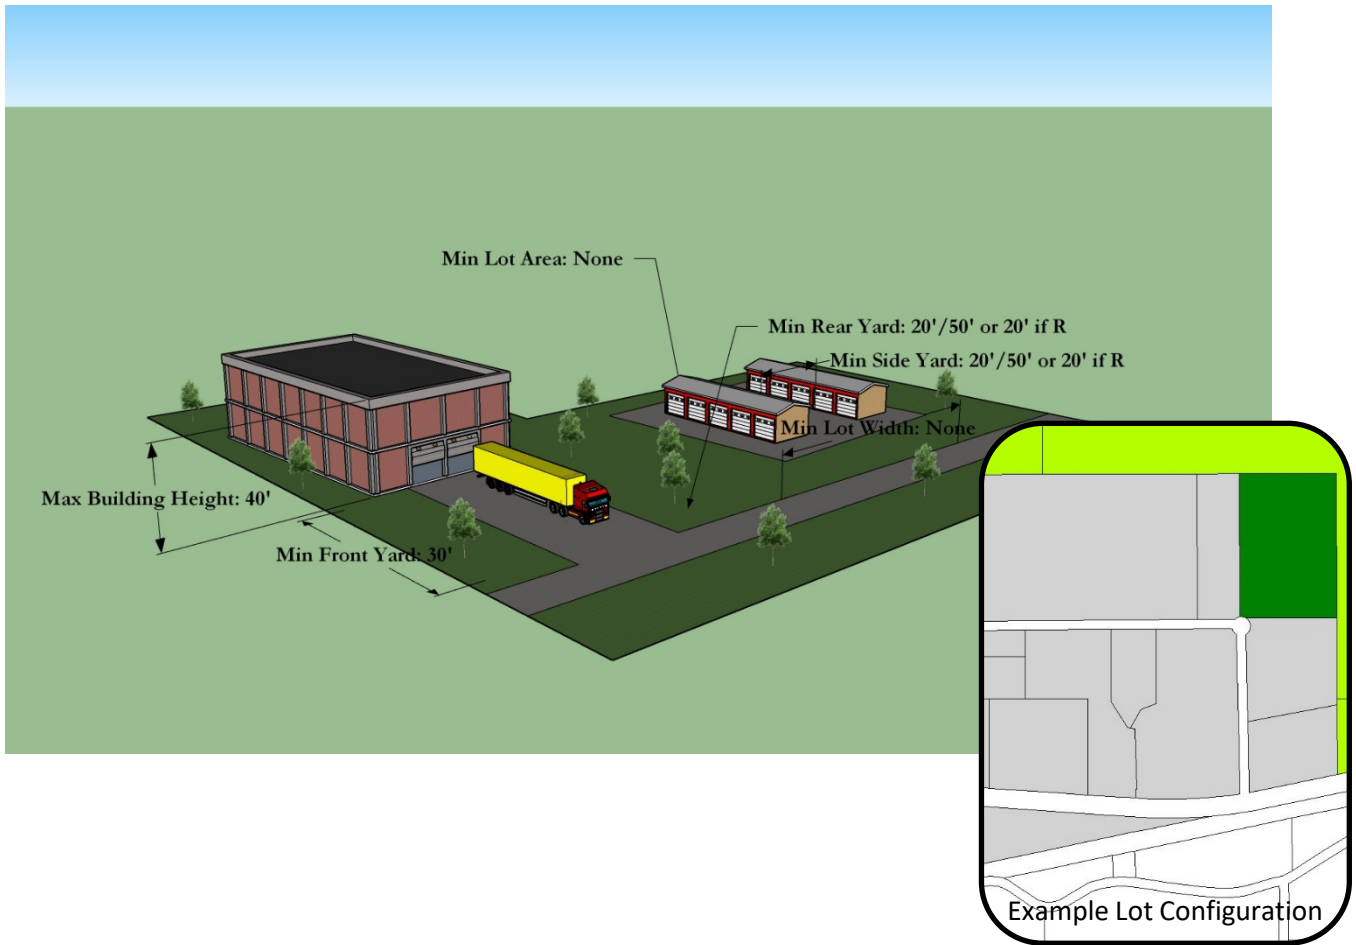 Min Lot Area: None
Min Rear Yard: 20'/50' or 20' if R
Min Side Yard: 20'/50' or 20' if R
Min Lot Width: None
Max Building Height: 40'
Min Front Yard: 30'
Example Lot Configuration